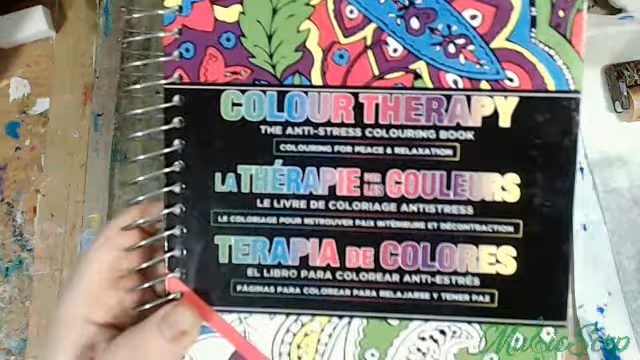 COLOUR THERAPY
THE ANTI-STRESS COLOURING BOOK
COLOURING FOR PEACE & RELAXATION
LA THÉRAPIE PAR LES COULEURS
LE LIVRE DE COLORIAGE ANTISTRESS
LE COLORIAGE POUR RETROUVER PAIX INTÉRIEURE ET DÉCONTRACTION
TERAPIA DE COLORES
EL LIBRO PARA COLOREAR ANTI-ESTRÉS
PÁGINAS PARA COLOREAR PARA RELAJARSE Y TENER PAZ